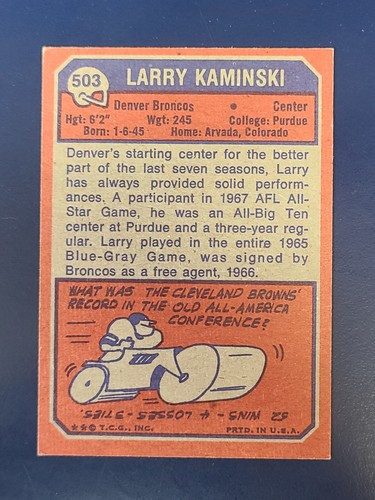 503
LARRY KAMINSKI
Denver Broncos • Center
Hgt: 6'2" Wgt: 245 College: Purdue
Born: 1-6-45 Home: Arvada, Colorado
Denver's starting center for the better
part of the last seven seasons, Larry
has always provided solid perform-
ances. A participant in 1967 AFL All-
Star Game, he was an All-Big Ten
center at Purdue and a three-year reg-
ular. Larry played in the entire 1965
Blue-Gray Game, was signed by
Broncos as a free agent, 1966.
WHAT WAS THE CLEVELAND BROWNS'
RECORD IN THE OLD ALL-AMERICA
CONFERENCE?
52 WINS - 4 LOSSES - 3 TIES.
**© T.C.G., INC. PRTD. IN U.S.A.